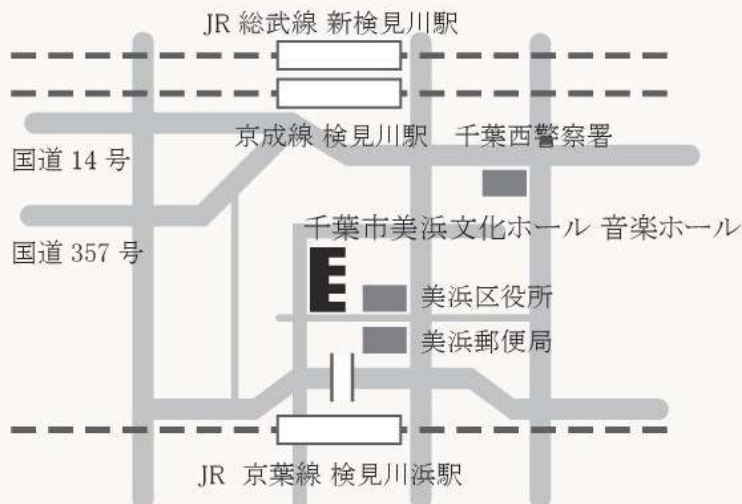 JR 総武線 新検見川駅
京成線 検見川駅
千葉西警察署
国道 14 号
千葉市美浜文化ホール 音楽ホール
国道 357 号
美浜区役所
美浜郵便局
JR 京葉線 検見川浜駅